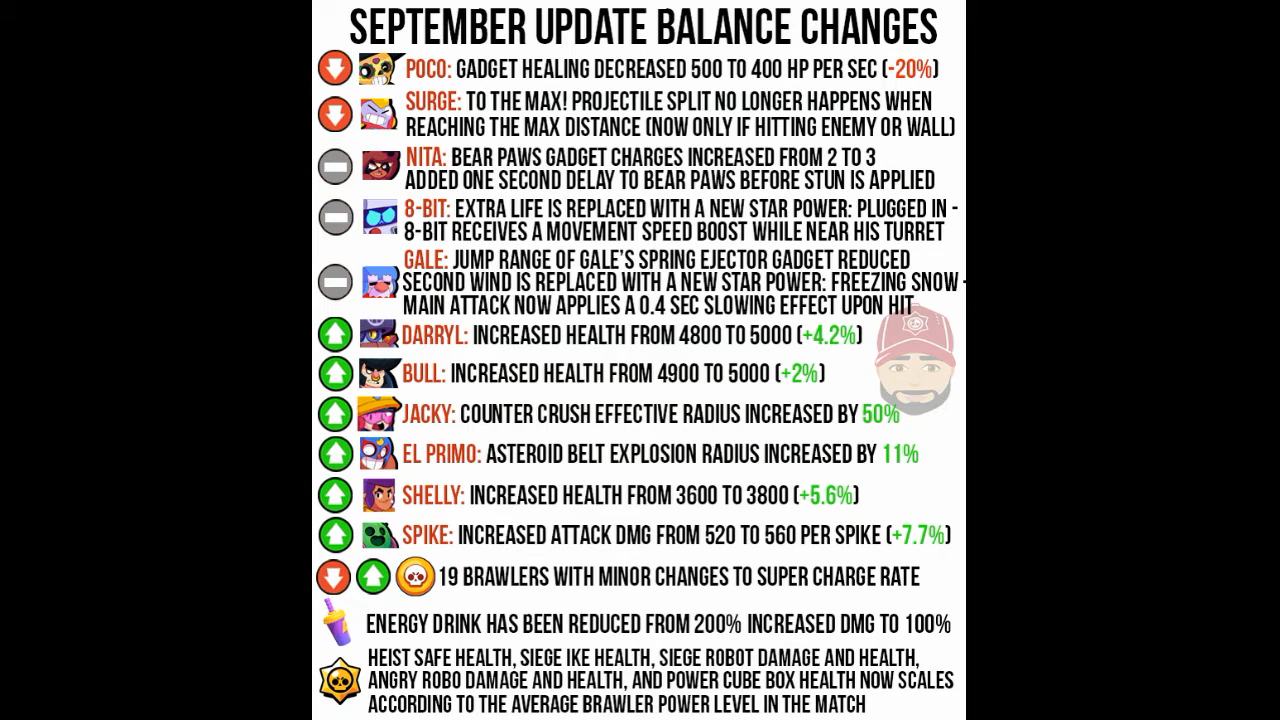 SEPTEMBER UPDATE BALANCE CHANGES
POCO: GADGET HEALING DECREASED 500 TO 400 HP PER SEC (-20%)
SURGE: TO THE MAX! PROJECTILE SPLIT NO LONGER HAPPENS WHEN
REACHING THE MAX DISTANCE (NOW ONLY IF HITTING ENEMY OR WALL)
NITA: BEAR PAWS GADGET CHARGES INCREASED FROM 2 TO 3
ADDED ONE SECOND DELAY TO BEAR PAWS BEFORE STUN IS APPLIED
8-BIT: EXTRA LIFE IS REPLACED WITH A NEW STAR POWER: PLUGGED IN -
8-BIT RECEIVES A MOVEMENT SPEED BOOST WHILE NEAR HIS TURRET
GALE: JUMP RANGE OF GALE'S SPRING EJECTOR GADGET REDUCED
SECOND WIND IS REPLACED WITH A NEW STAR POWER: FREEZING SNOW -
MAIN ATTACK NOW APPLIES A 0.4 SEC SLOWING EFFECT UPON HIT
DARRYL: INCREASED HEALTH FROM 4800 TO 5000 (+4.2%)
BULL: INCREASED HEALTH FROM 4900 TO 5000 (+2%)
JACKY: COUNTER CRUSH EFFECTIVE RADIUS INCREASED BY 50%
EL PRIMO: ASTEROID BELT EXPLOSION RADIUS INCREASED BY 11%
SHELLY: INCREASED HEALTH FROM 3600 TO 3800 (+5.6%)
SPIKE: INCREASED ATTACK DMG FROM 520 TO 560 PER SPIKE (+7.7%)
19 BRAWLERS WITH MINOR CHANGES TO SUPER CHARGE RATE
ENERGY DRINK HAS BEEN REDUCED FROM 200% INCREASED DMG TO 100%
HEIST SAFE HEALTH, SIEGE IKE HEALTH, SIEGE ROBOT DAMAGE AND HEALTH,
ANGRY ROBO DAMAGE AND HEALTH, AND POWER CUBE BOX HEALTH NOW SCALES
ACCORDING TO THE AVERAGE BRAWLER POWER LEVEL IN THE MATCH